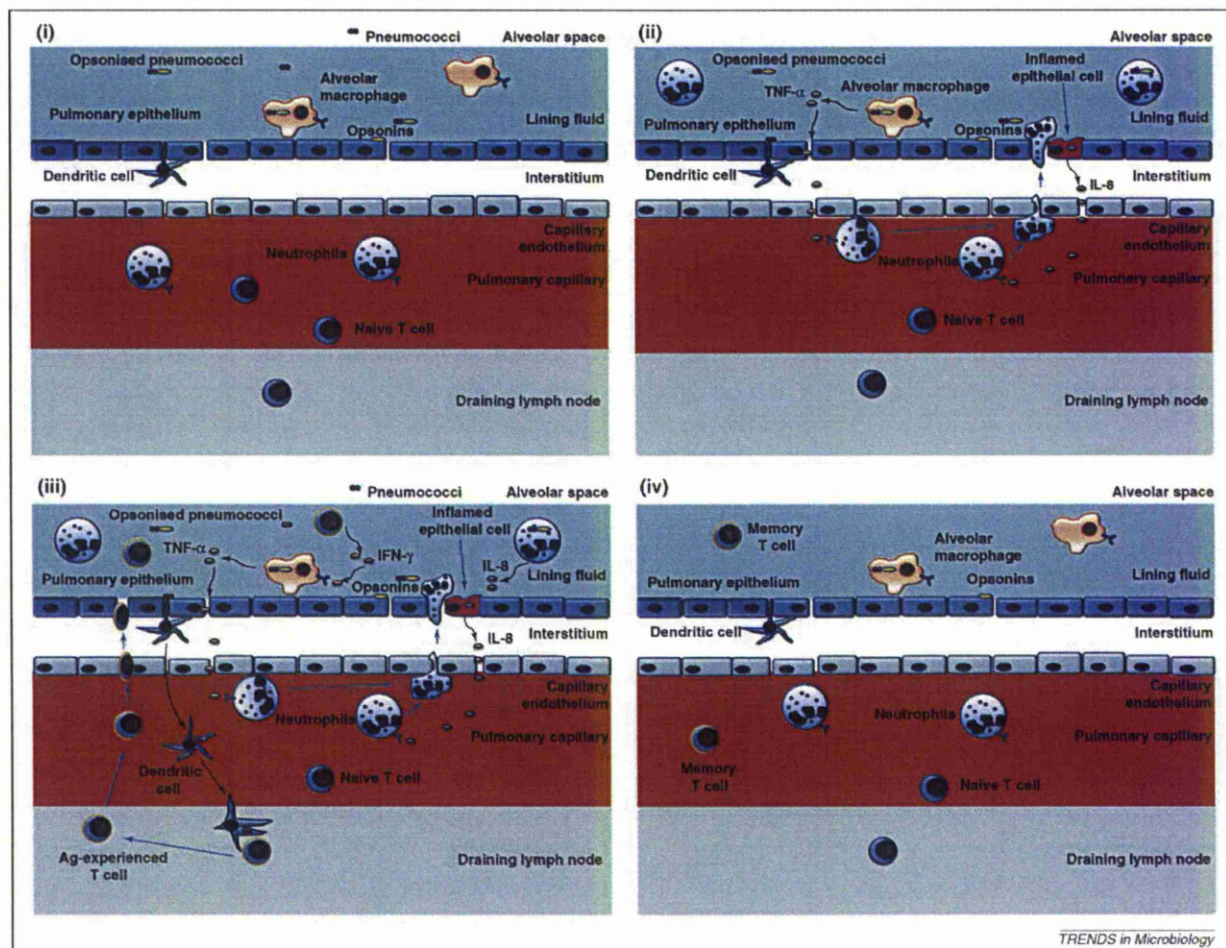 (i)
Pneumococci
Alveolar space
Opsonised pneumococci
Alveolar
macrophage
Pulmonary epithelium
Opsonins
Lining fluid
Dendritic cell
Interstitium
Capillary
endothelium
Neutrophils
Pulmonary capillary
Naive T cell
Draining lymph node
(ii)
Alveolar space
Opsonised pneumococci
Inflamed
epithelial cell
TNF-α
Alveolar macrophage
Pulmonary epithelium
Opsonins
Lining fluid
Dendritic cell
Interstitium
IL-8
Capillary
endothelium
Neutrophils
Pulmonary capillary
Naive T cell
Draining lymph node
(iii)
Pneumococci
Alveolar space
Opsonised pneumococci
Inflamed
epithelial cell
TNF-α
IFN-γ
IL-8
Pulmonary epithelium
Opsonins
Lining fluid
Interstitium
IL-8
Capillary
endothelium
Neutrophils
Pulmonary capillary
Dendritic
cell
Naive T cell
Ag-experienced
T cell
Draining lymph node
(iv)
Alveolar space
Memory
T cell
Alveolar
macrophage
Pulmonary epithelium
Opsonins
Lining fluid
Dendritic cell
Interstitium
Capillary
endothelium
Neutrophils
Pulmonary capillary
Memory
T cell
Naive T cell
Draining lymph node
TRENDS in Microbiology